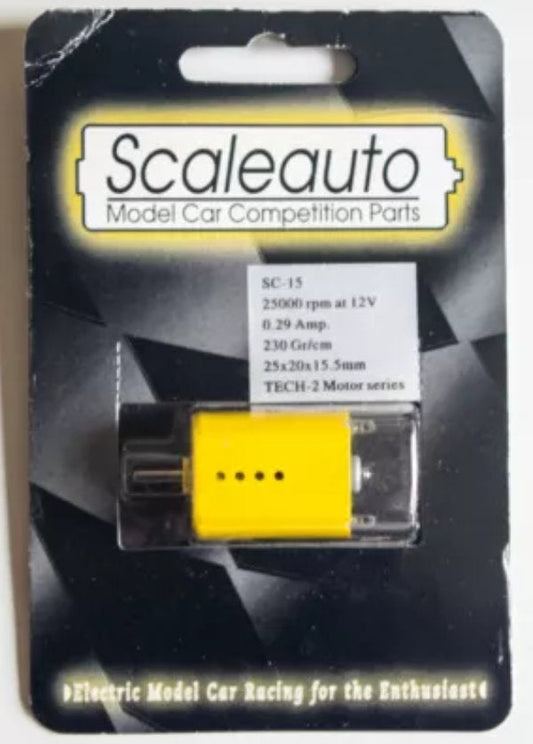 Scaleauto
Model Car Competition Parts
SC-15
25000 rpm at 12V
0.29 Amp.
230 Gr/cm
25x20x15.5mm
TECH-2 Motor series
Electric Model Car Racing for the Enthusiast